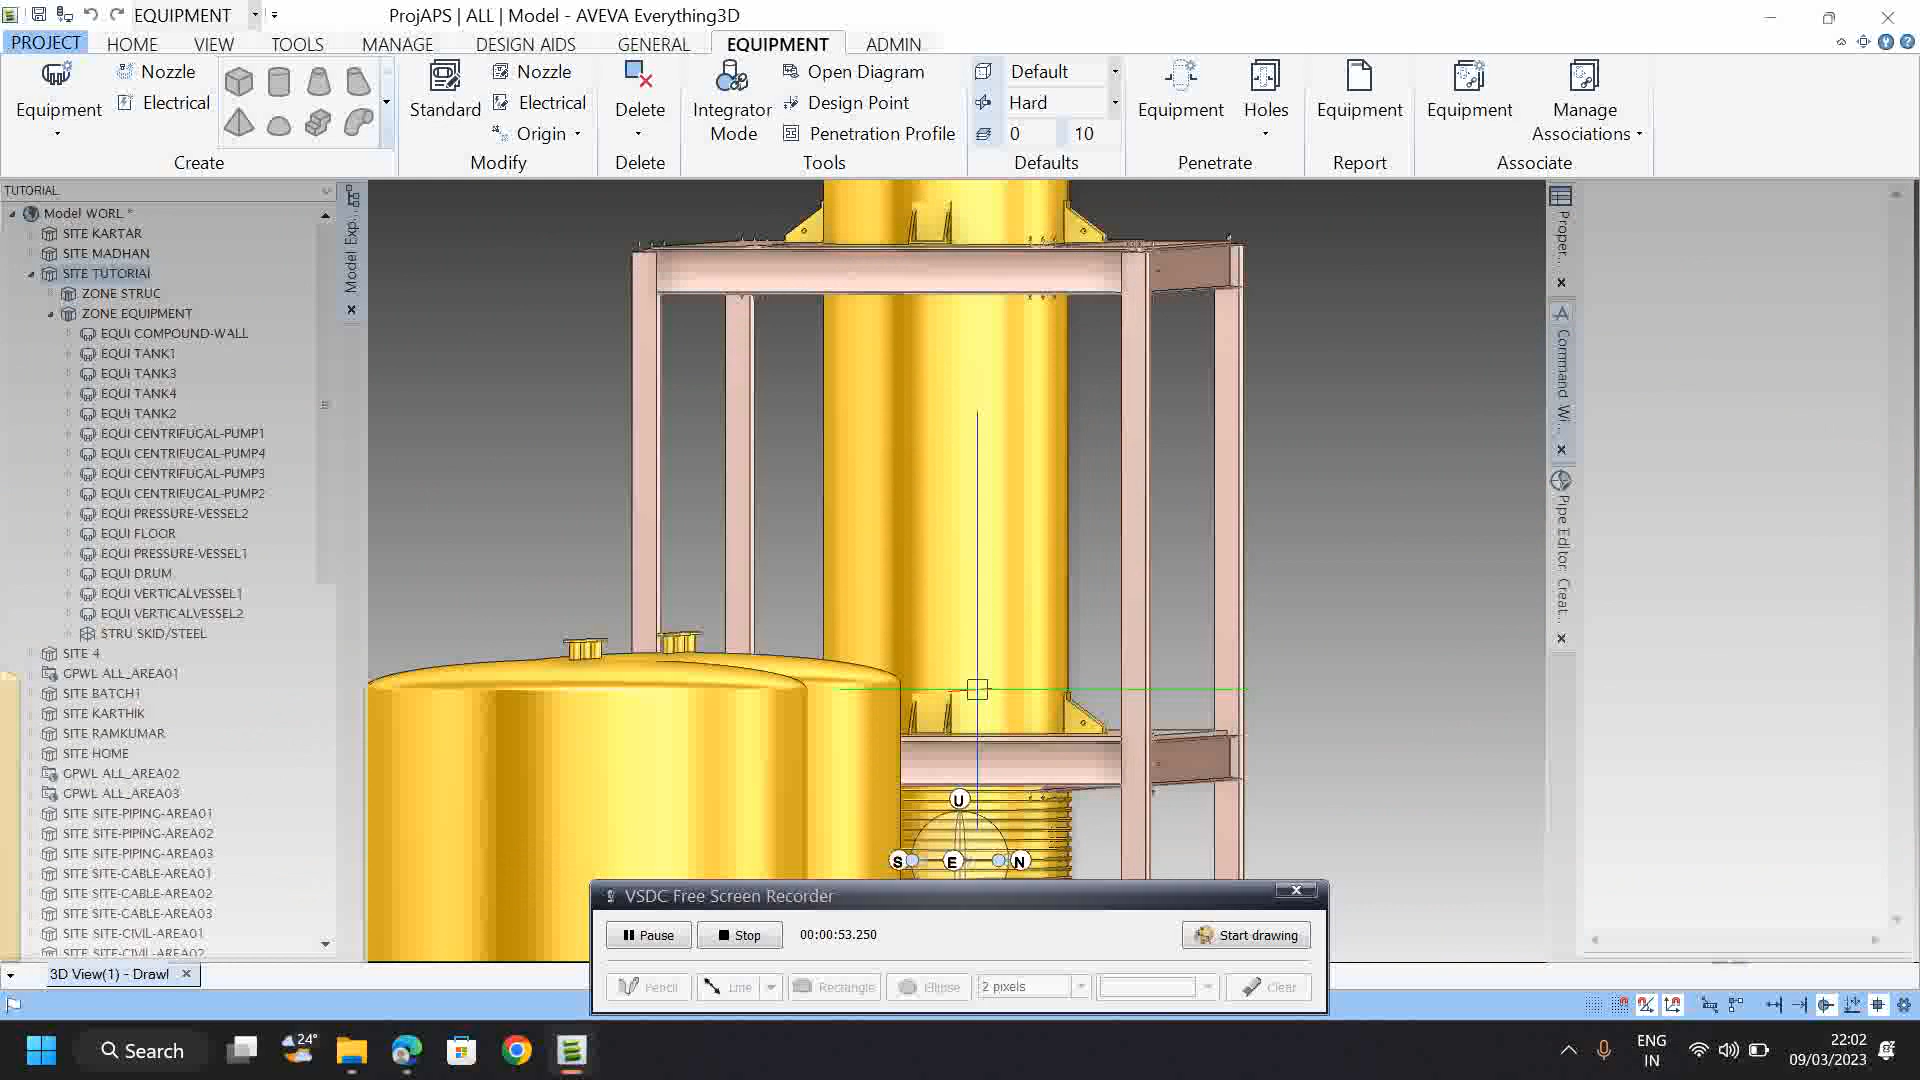 EQUIPMENT
ProjAPS | ALL | Model - AVEVA Everything3D
PROJECT HOME VIEW TOOLS MANAGE DESIGN AIDS GENERAL EQUIPMENT ADMIN
Equipment
Nozzle
Electrical
Create
Standard
Nozzle
Electrical
Origin
Modify
Delete
Delete
Integrator Mode
Open Diagram
Design Point
Penetration Profile
Tools
Default
Hard
0 10
Defaults
Equipment
Holes
Penetrate
Equipment
Report
Equipment
Manage Associations
Associate
TUTORIAL
Model WORL *
SITE KARTAR
SITE MADHAN
SITE TUTORIAL
ZONE STRUC
ZONE EQUIPMENT
EQUI COMPOUND-WALL
EQUI TANK1
EQUI TANK3
EQUI TANK4
EQUI TANK2
EQUI CENTRIFUGAL-PUMP1
EQUI CENTRIFUGAL-PUMP4
EQUI CENTRIFUGAL-PUMP3
EQUI CENTRIFUGAL-PUMP2
EQUI PRESSURE-VESSEL2
EQUI FLOOR
EQUI PRESSURE-VESSEL1
EQUI DRUM
EQUI VERTICALVESSEL1
EQUI VERTICALVESSEL2
STRU SKID/STEEL
SITE 4
GPWL ALL_AREA01
SITE BATCH1
SITE KARTHIK
SITE RAMKUMAR
SITE HOME
GPWL ALL_AREA02
GPWL ALL_AREA03
SITE SITE-PIPING-AREA01
SITE SITE-PIPING-AREA02
SITE SITE-PIPING-AREA03
SITE SITE-CABLE-AREA01
SITE SITE-CABLE-AREA02
SITE SITE-CABLE-AREA03
SITE SITE-CIVIL-AREA01
SITE SITE-CIVIL-AREA02
Model Exp...
U
S E N
Proper...
Command Wi...
Pipe Editor: Creat...
VSDC Free Screen Recorder
Pause Stop 00:00:53.250 Start drawing
Pencil Line Rectangle Ellipse 2 pixels Clear
3D View(1) - Drawl
Search
24°
ENG
IN
22:02
09/03/2023